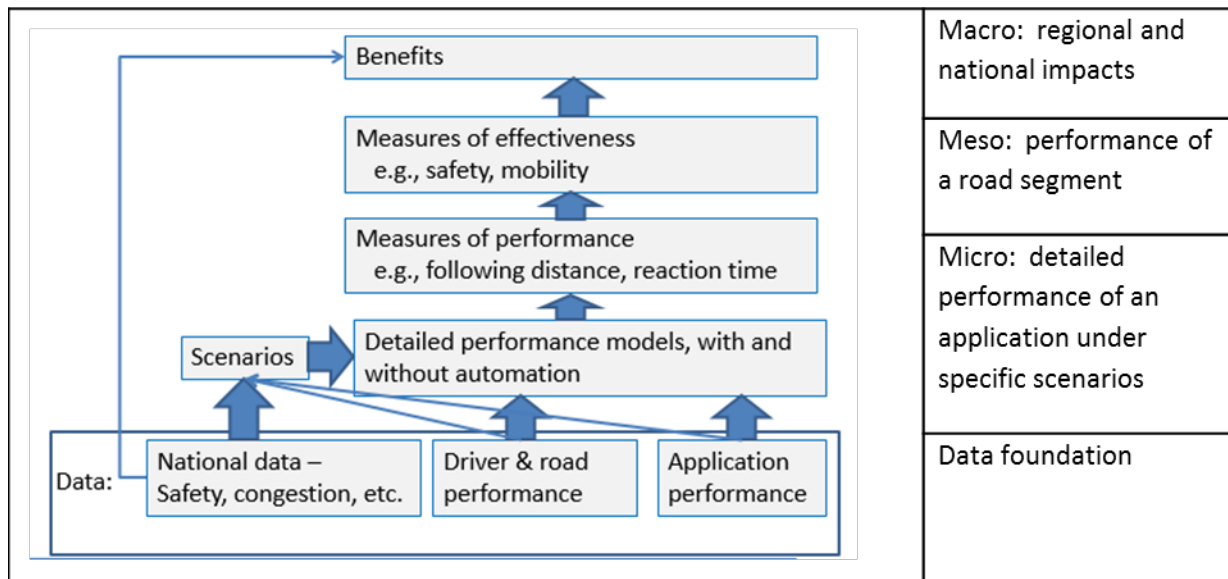 Benefits
Measures of effectiveness
e.g., safety, mobility
Measures of performance
e.g., following distance, reaction time
Scenarios
Detailed performance models, with and
without automation
Data:
National data –
Safety, congestion, etc.
Driver & road
performance
Application
performance
Macro: regional and
national impacts
Meso: performance of
a road segment
Micro: detailed
performance of an
application under
specific scenarios
Data foundation